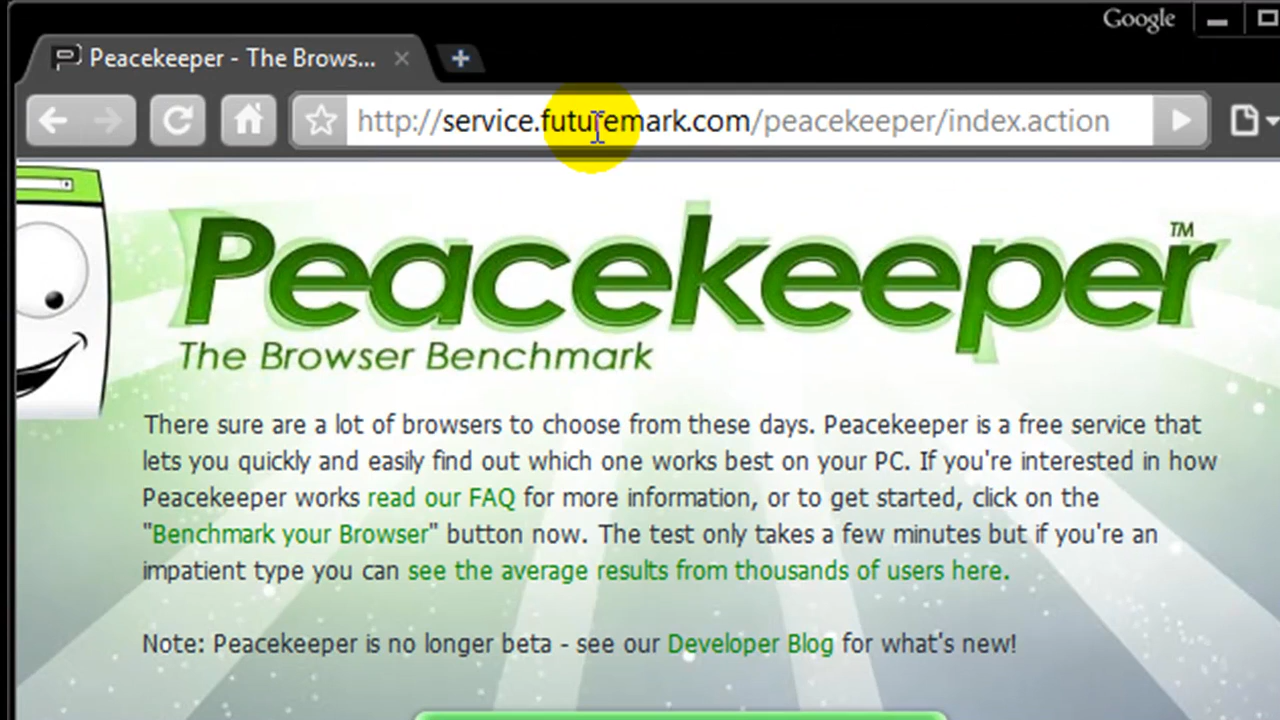 Google
Peacekeeper - The Brows...
http://service.futuremark.com/peacekeeper/index.action
Peacekeeper™
The Browser Benchmark
There sure are a lot of browsers to choose from these days. Peacekeeper is a free service that
lets you quickly and easily find out which one works best on your PC. If you're interested in how
Peacekeeper works read our FAQ for more information, or to get started, click on the
"Benchmark your Browser" button now. The test only takes a few minutes but if you're an
impatient type you can see the average results from thousands of users here.
Note: Peacekeeper is no longer beta - see our Developer Blog for what's new!